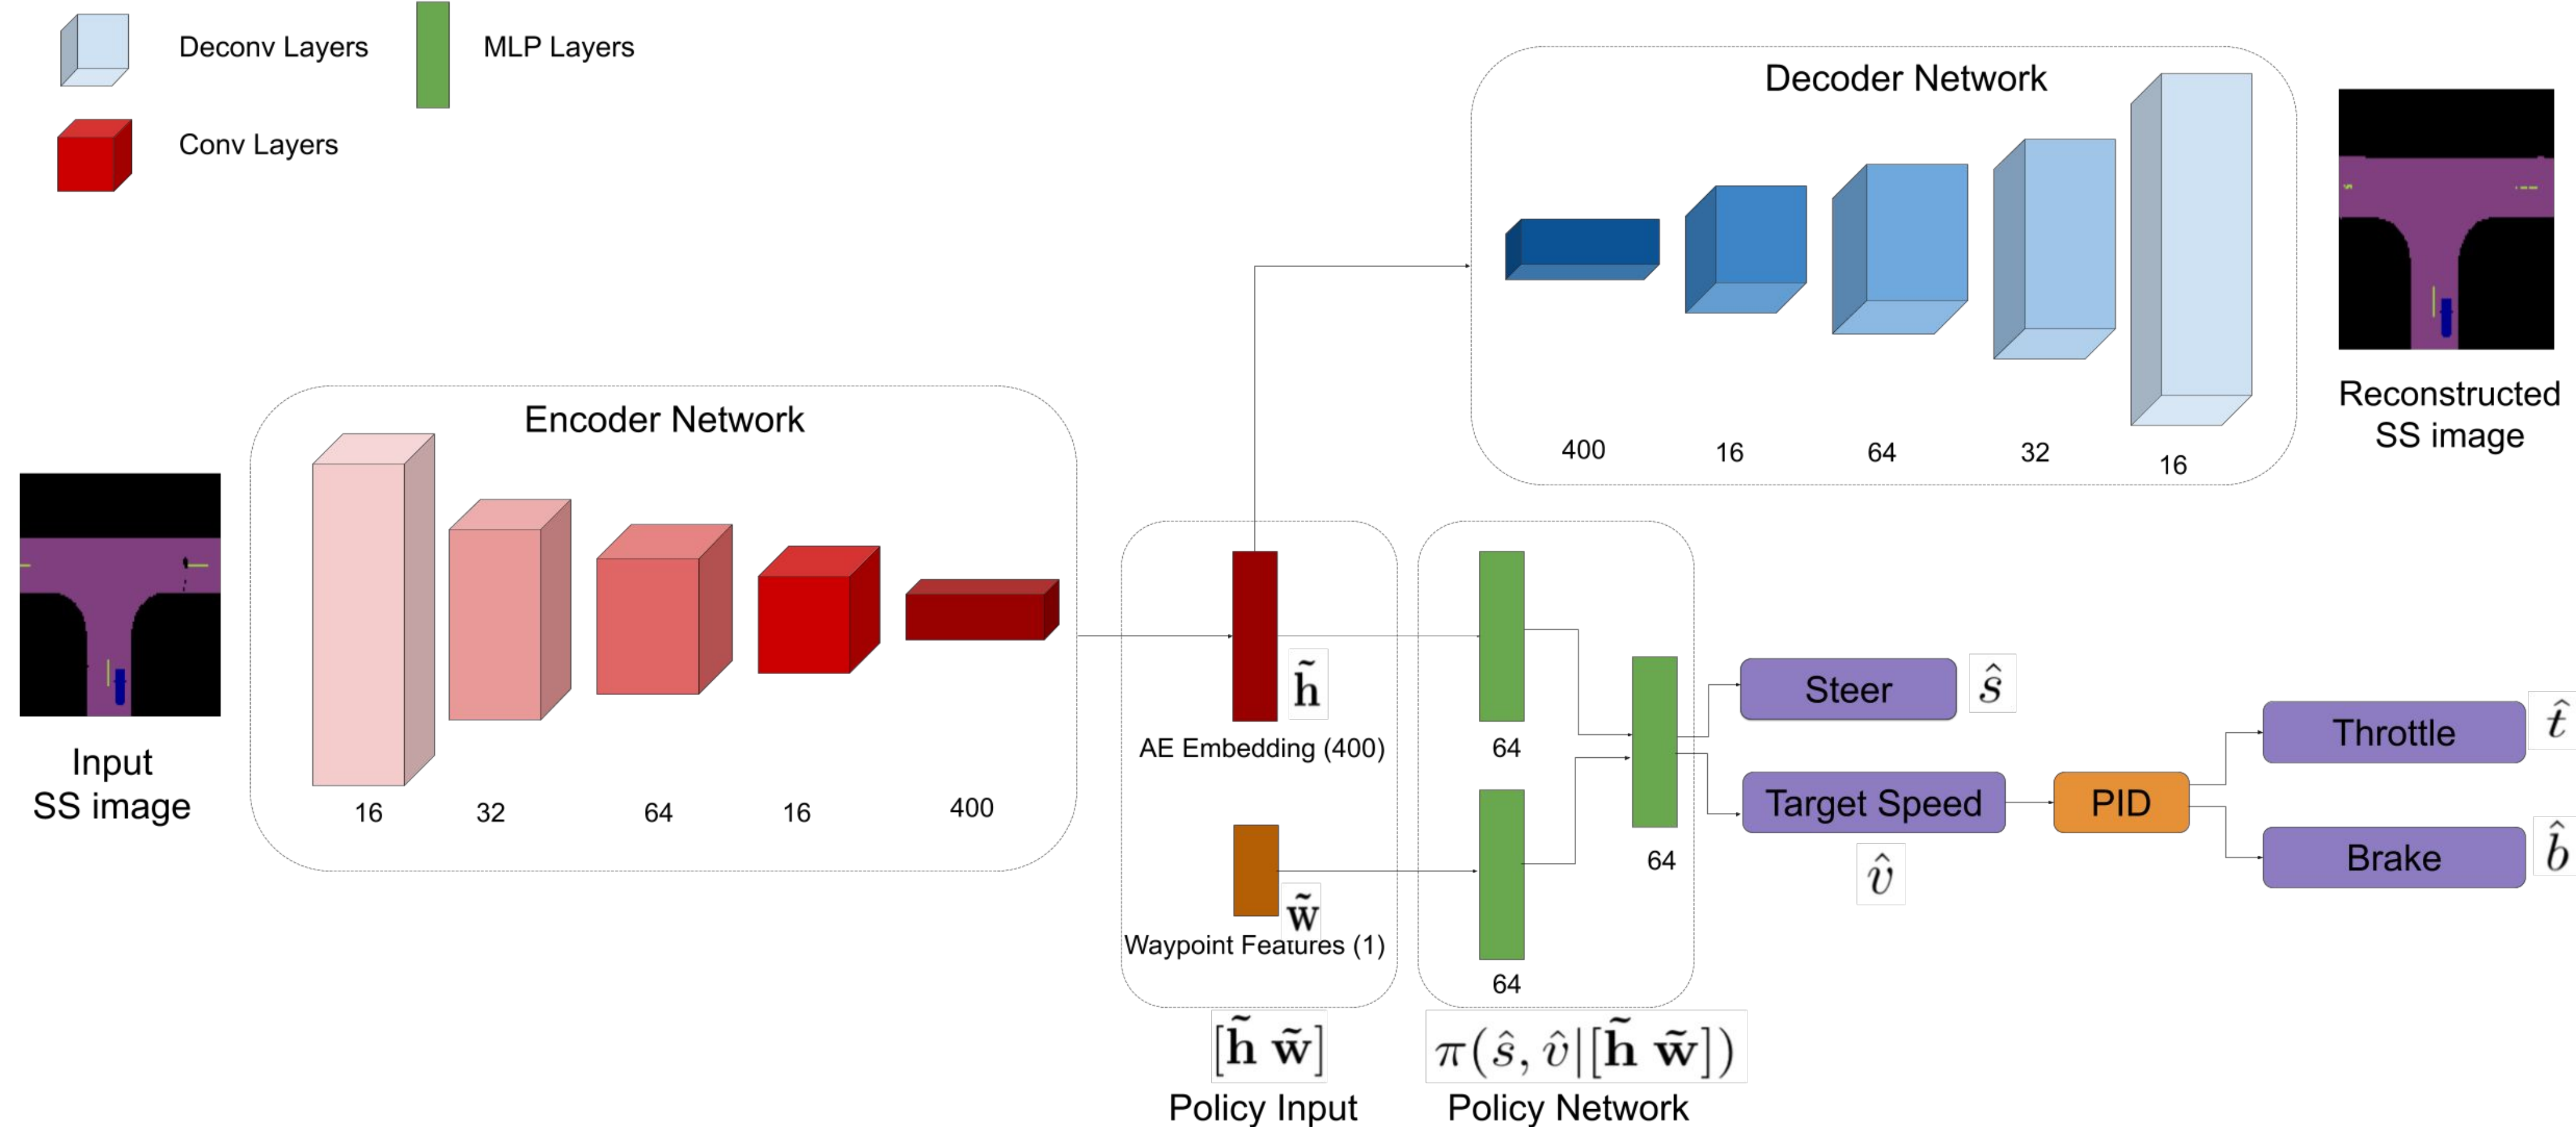 Deconv Layers
MLP Layers
Conv Layers
Decoder Network
400
16
64
32
16
Reconstructed
SS image
Encoder Network
16
32
64
16
400
Input
SS image
h̃
AE Embedding (400)
w̃
Waypoint Features (1)
[h̃ w̃]
Policy Input
64
64
64
π(ŝ, v̂|[h̃ w̃])
Policy Network
Steer
ŝ
Target Speed
v̂
PID
Throttle
t̂
Brake
b̂